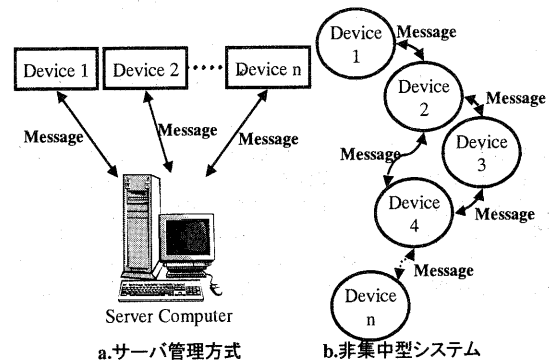 Device 1
Device 2
Device n
Message
Message
Message
Server Computer
a.サーバ管理方式
Device
1
Message
Device
2
Message
Device
3
Message
Message
Device
4
Message
Device
n
b.非集中型システム